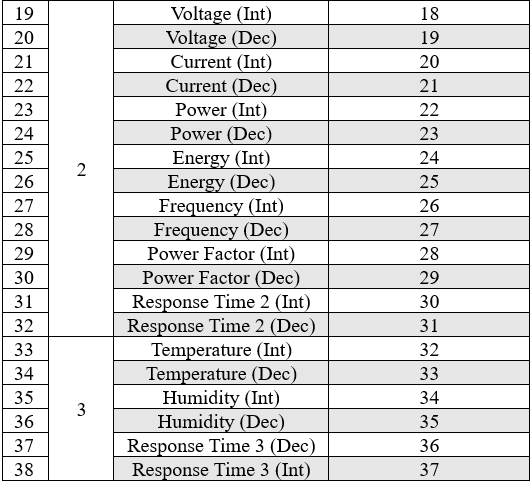 19 Voltage (Int) 18
20 Voltage (Dec) 19
21 Current (Int) 20
22 Current (Dec) 21
23 Power (Int) 22
24 Power (Dec) 23
25 Energy (Int) 24
2
26 Energy (Dec) 25
27 Frequency (Int) 26
28 Frequency (Dec) 27
29 Power Factor (Int) 28
30 Power Factor (Dec) 29
31 Response Time 2 (Int) 30
32 Response Time 2 (Dec) 31
33 Temperature (Int) 32
34 Temperature (Dec) 33
35 Humidity (Int) 34
3
36 Humidity (Dec) 35
37 Response Time 3 (Dec) 36
38 Response Time 3 (Int) 37